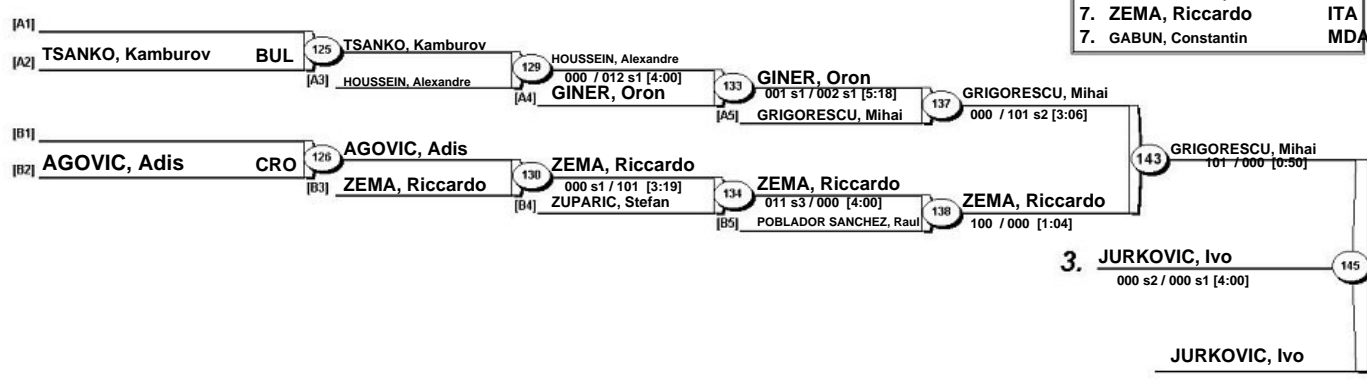 7. ZEMA, Riccardo ITA
7. GABUN, Constantin MDA
[A1]
[A2] TSANKO, Kamburov BUL
125
TSANKO, Kamburov
[A3] HOUSSEIN, Alexandre
129
HOUSSEIN, Alexandre
000 / 012 s1 [4:00]
[A4] GINER, Oron
133
GINER, Oron
001 s1 / 002 s1 [5:18]
[A5] GRIGORESCU, Mihai
137
GRIGORESCU, Mihai
000 / 101 s2 [3:06]
[B1]
[B2] AGOVIC, Adis CRO
126
AGOVIC, Adis
[B3] ZEMA, Riccardo
130
ZEMA, Riccardo
000 s1 / 101 [3:19]
[B4] ZUPARIC, Stefan
134
ZEMA, Riccardo
011 s3 / 000 [4:00]
[B5] POBLADOR SANCHEZ, Raul
138
ZEMA, Riccardo
100 / 000 [1:04]
143
GRIGORESCU, Mihai
101 / 000 [0:50]
3. JURKOVIC, Ivo
000 s2 / 000 s1 [4:00]
145
JURKOVIC, Ivo